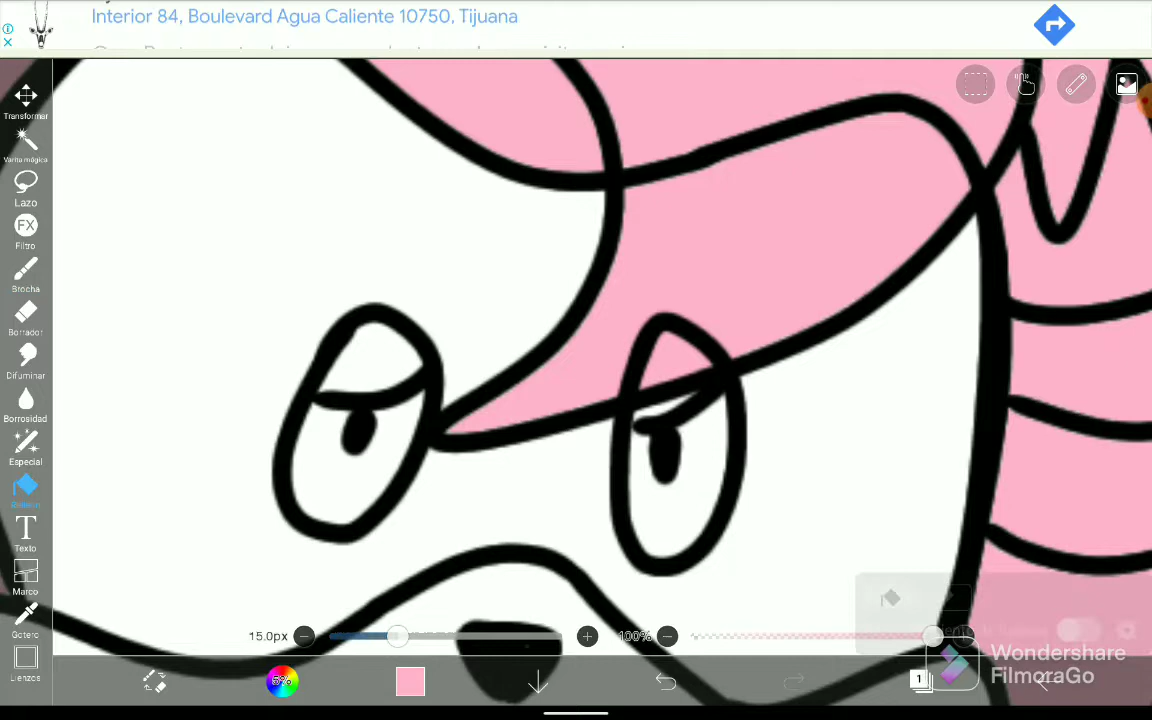 Interior 84, Boulevard Agua Caliente 10750, Tijuana
Transformar
Varita mágica
Lazo
FX
Filtro
Brocha
Borrador
Difuminar
Borrosidad
Especial
T
Texto
Marco
Gotero
Lienzos
15.0px
100%
1
Wondershare
FilmoraGo